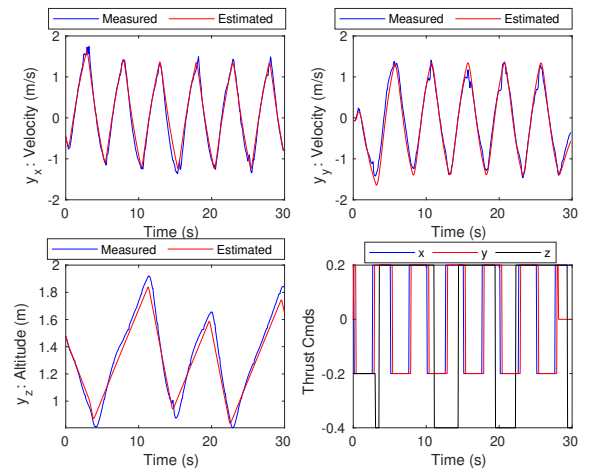 Measured Estimated
Measured Estimated
2
1
0
-1
-2
y_x : Velocity (m/s)
0 10 20 30
Time (s)
2
1
0
-1
-2
y_y : Velocity (m/s)
0 10 20 30
Time (s)
Measured Estimated
x y z
2
1.8
1.6
1.4
1.2
1
y_z : Altitude (m)
0 10 20 30
Time (s)
0.2
0
-0.2
-0.4
Thrust Cmds
0 10 20 30
Time (s)